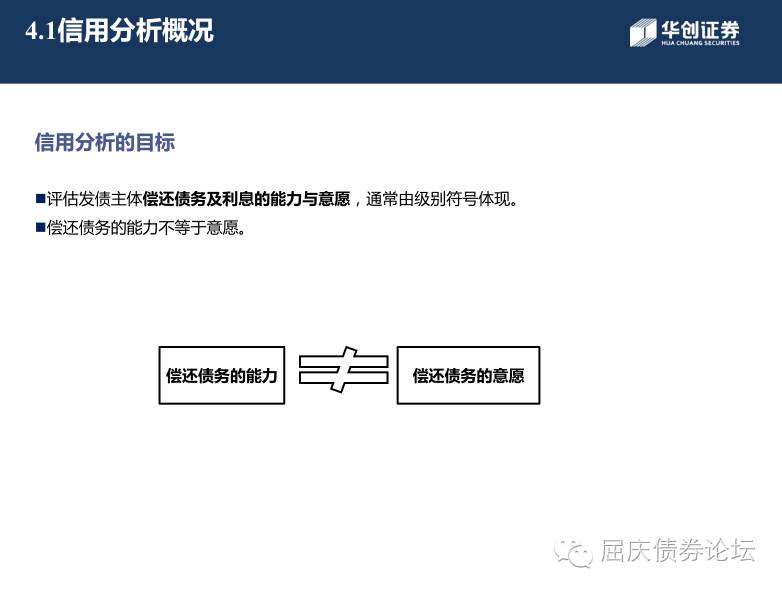 4.1信用分析概况
华创证券
HUA CHUANG SECURITIES
信用分析的目标
■评估发债主体偿还债务及利息的能力与意愿，通常由级别符号体现。
■偿还债务的能力不等于意愿。
偿还债务的能力
≠
偿还债务的意愿
屈庆债券论坛